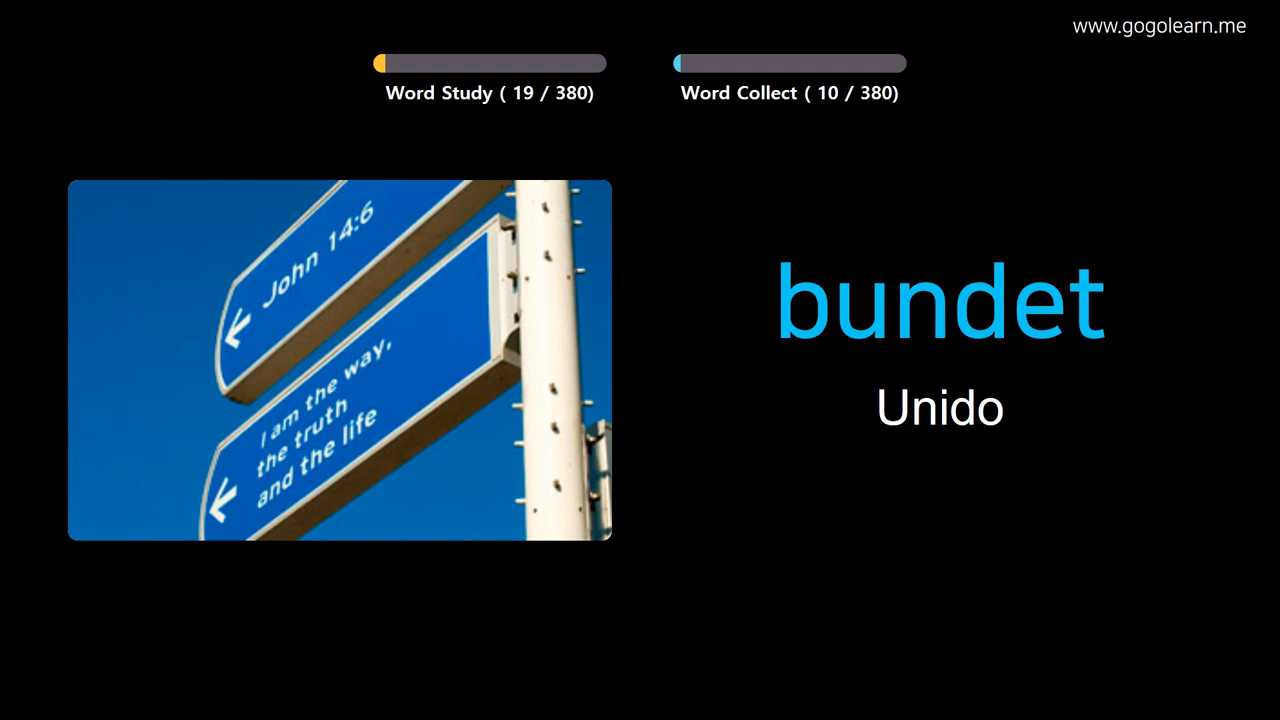 www.gogolearn.me
Word Study ( 19 / 380)
Word Collect ( 10 / 380)
John 14:6
I am the way,
the truth
and the life
bundet
Unido